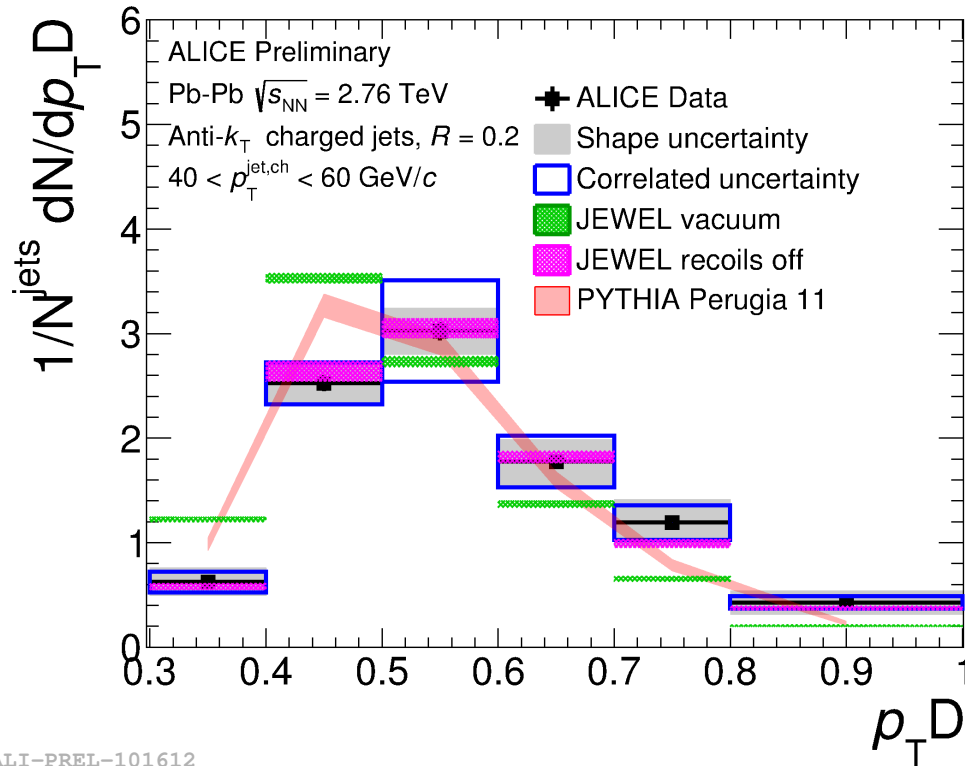 ALICE Preliminary
Pb-Pb √sNN = 2.76 TeV
Anti-kT charged jets, R = 0.2
40 < pTjet,ch < 60 GeV/c
ALICE Data
Shape uncertainty
Correlated uncertainty
JEWEL vacuum
JEWEL recoils off
PYTHIA Perugia 11
1/Njets dN/dpTD
6
5
4
3
2
1
0
0.3 0.4 0.5 0.6 0.7 0.8 0.9 1
pTD
ALI-PREL-101612